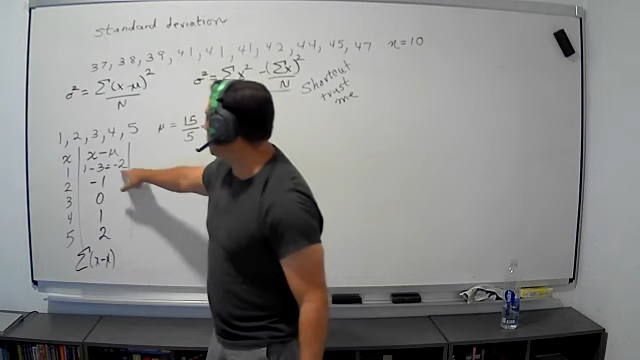 standard deviation
37, 38, 39, 41, 41, 41, 42, 44, 45, 47 n=10
σ² = Σ(x-μ)² / N
σ² = Σx² - (Σx)² / N
Shortcut
trust
me
1, 2, 3, 4, 5
μ = 15/5
x | x-μ
1 | 1-3=-2
2 | -1
3 | 0
4 | 1
5 | 2
Σ(x-μ)